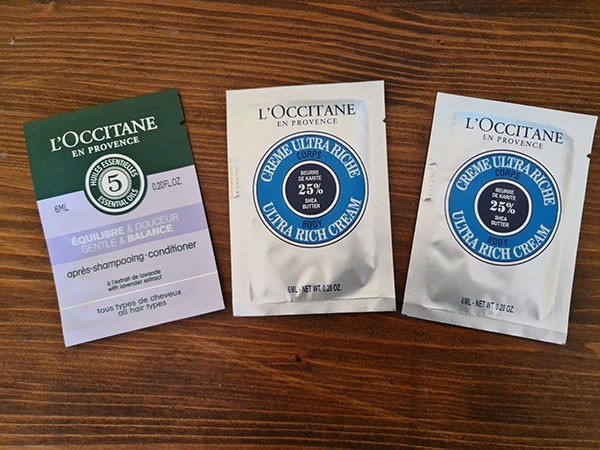 L'OCCITANE
EN PROVENCE
HUILES ESSENTIELLES
5
ESSENTIAL OILS
6ML
0.20FL.OZ.
ÉQUILIBRE & DOUCEUR
GENTLE & BALANCE
après-shampooing·conditioner
à l'extrait de lavande
with lavender extract
tous types de cheveux
all hair types
L'OCCITANE
EN PROVENCE
CREME ULTRA RICHE
CORPS
BEURRE
DE KARITE
25%
SHEA
BUTTER
BODY
ULTRA RICH CREAM
6ML - NET WT. 0.20 OZ.
L'OCCITANE
EN PROVENCE
CREME ULTRA RICHE
CORPS
BEURRE
DE KARITE
25%
SHEA
BUTTER
BODY
ULTRA RICH CREAM
6ML - NET WT. 0.20 OZ.